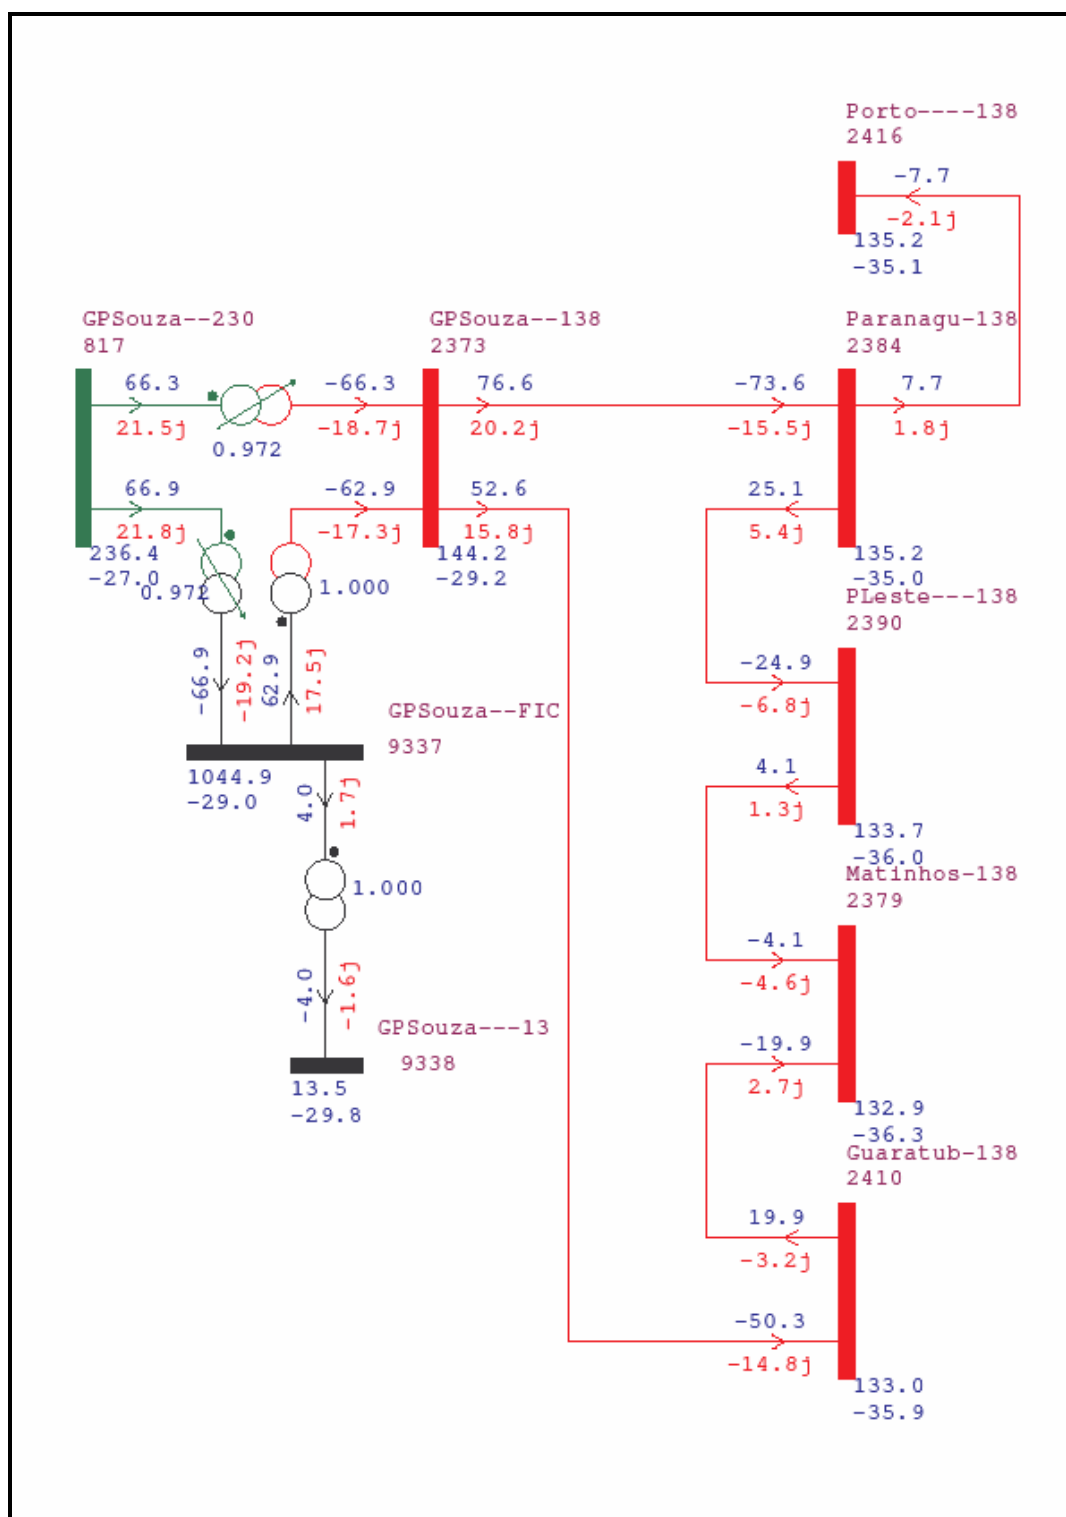 Porto----138
2416
-7.7
-2.1j
135.2
-35.1
GPSouza--230
817
GPSouza--138
2373
Paranagu-138
2384
66.3
-66.3
76.6
-73.6
7.7
21.5j
-18.7j
20.2j
-15.5j
1.8j
0.972
66.9
-62.9
52.6
25.1
21.8j
-17.3j
15.8j
5.4j
236.4
-27.0
144.2
-29.2
135.2
-35.0
0.972
1.000
PLeste---138
2390
-66.9
-19.2j
62.9
17.5j
-24.9
-6.8j
GPSouza--FIC
9337
1044.9
-29.0
4.0
1.7j
4.1
1.3j
133.7
-36.0
Matinhos-138
2379
1.000
-4.1
-4.6j
-4.0
-1.6j
GPSouza---13
9338
13.5
-29.8
-19.9
2.7j
132.9
-36.3
Guaratub-138
2410
19.9
-3.2j
-50.3
-14.8j
133.0
-35.9